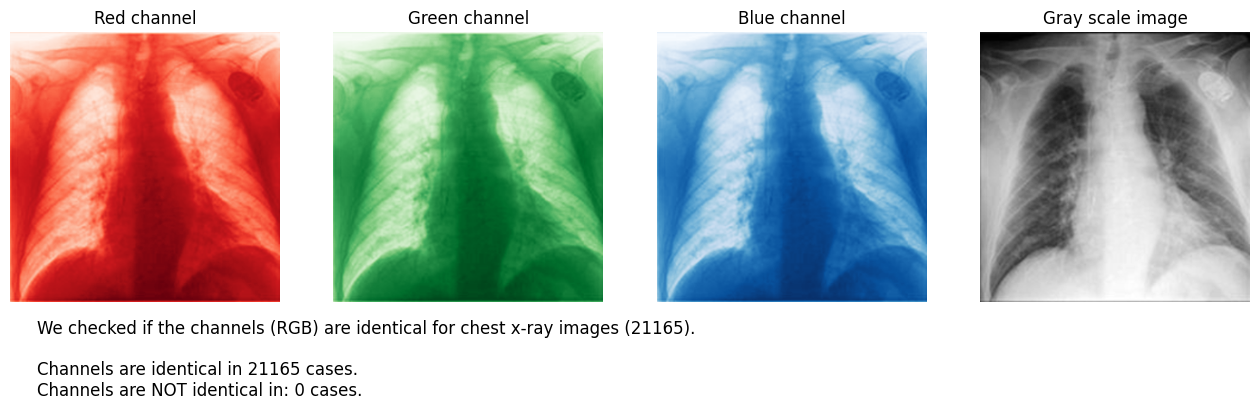 Red channel
Green channel
Blue channel
Gray scale image
We checked if the channels (RGB) are identical for chest x-ray images (21165).
Channels are identical in 21165 cases.
Channels are NOT identical in: 0 cases.